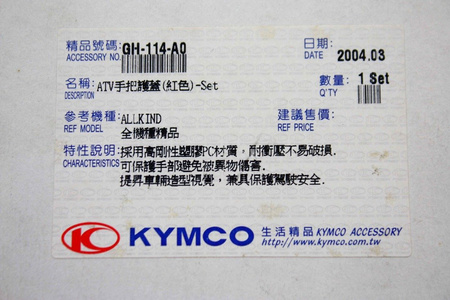 精品號碼: GH-114-A0 日期:
ACCESSORY NO. DATE 2004.03
名稱: ATV手把護蓋(紅色)-Set 數量: 1 Set
DESCRIPTION Q'TY
參考機種: ALLKIND 建議售價:
REF MODEL 全機種精品 REF PRICE
特性說明: 採用高剛性塑膠PC材質,耐衝壓不易破損.
CHARACTERISTICS 可保護手部避免被異物傷害.
提昇車輛造型視覺,兼具保護駕駛安全.
KYMCO 生活精品 KYMCO ACCESSORY
http://www.kymco.com.tw